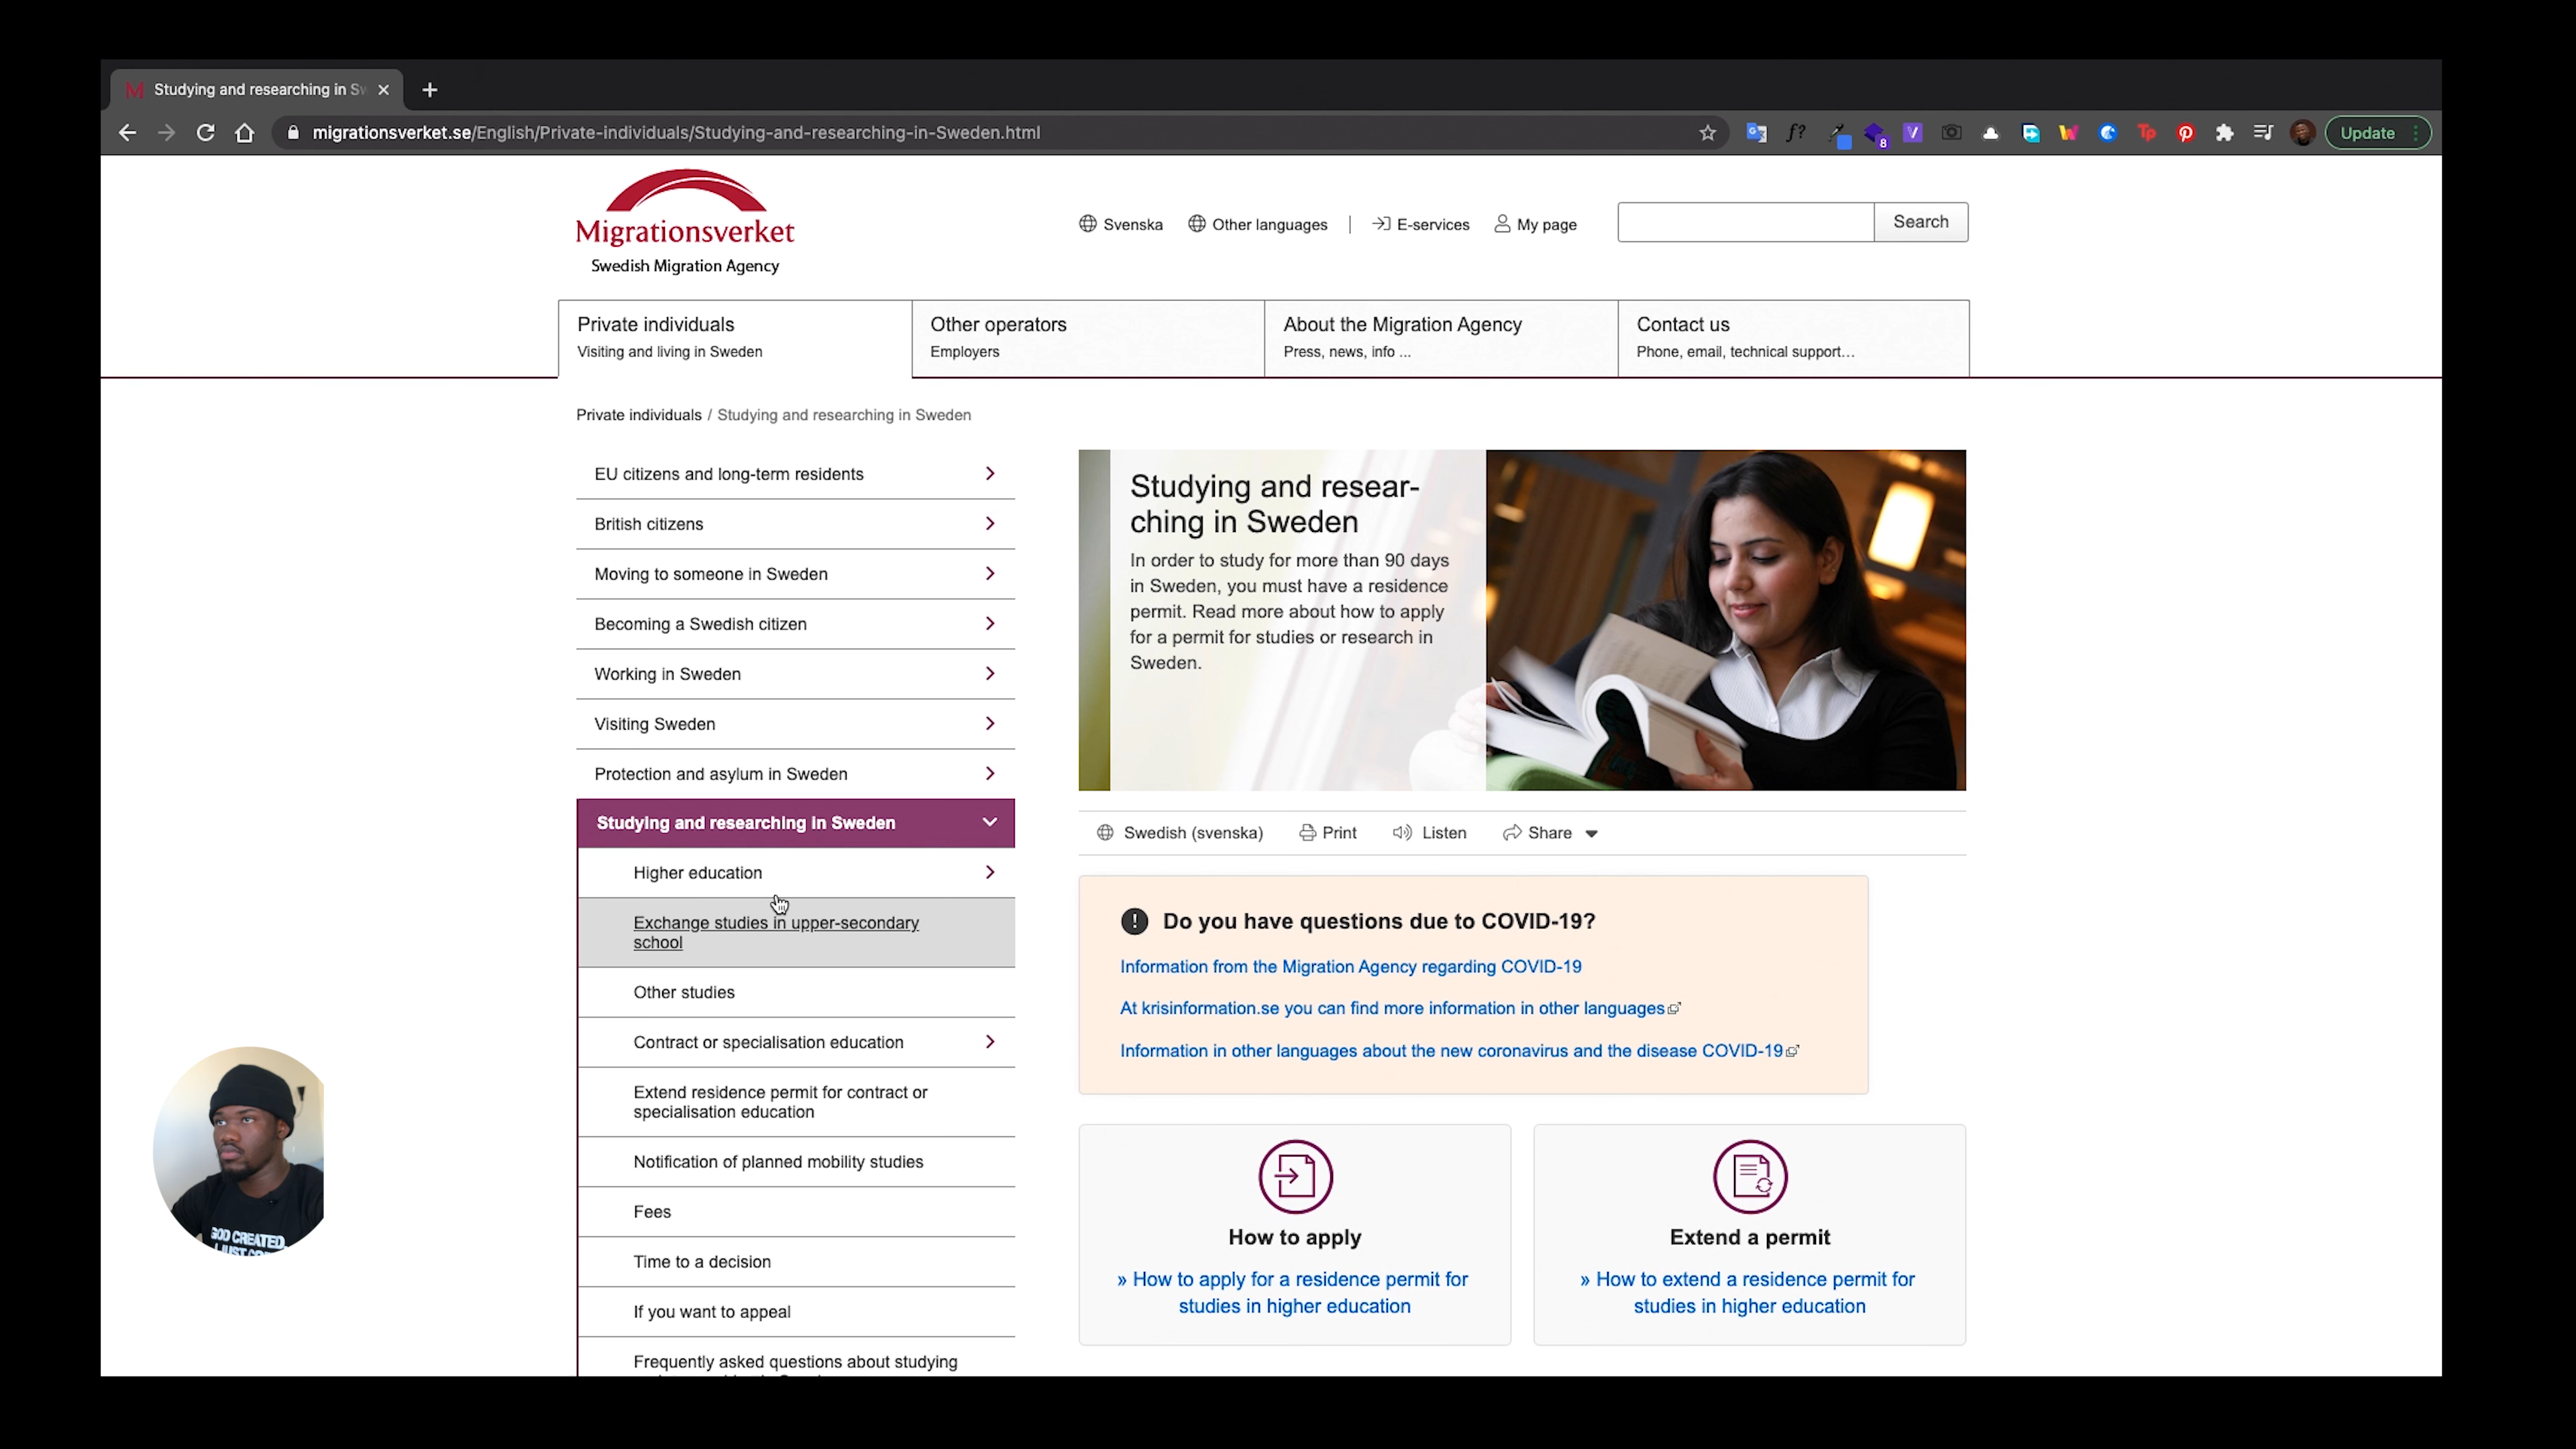 Studying and researching in Sw
migrationsverket.se/English/Private-individuals/Studying-and-researching-in-Sweden.html
Update
Migrationsverket
Swedish Migration Agency
Svenska
Other languages
E-services
My page
Search
Private individuals
Visiting and living in Sweden
Other operators
Employers
About the Migration Agency
Press, news, info ...
Contact us
Phone, email, technical support...
Private individuals / Studying and researching in Sweden
EU citizens and long-term residents
British citizens
Moving to someone in Sweden
Becoming a Swedish citizen
Working in Sweden
Visiting Sweden
Protection and asylum in Sweden
Studying and researching in Sweden
Higher education
Exchange studies in upper-secondary
school
Other studies
Contract or specialisation education
Extend residence permit for contract or
specialisation education
Notification of planned mobility studies
Fees
Time to a decision
If you want to appeal
Frequently asked questions about studying
Studying and resear-
ching in Sweden
In order to study for more than 90 days
in Sweden, you must have a residence
permit. Read more about how to apply
for a permit for studies or research in
Sweden.
Swedish (svenska)
Print
Listen
Share
Do you have questions due to COVID-19?
Information from the Migration Agency regarding COVID-19
At krisinformation.se you can find more information in other languages
Information in other languages about the new coronavirus and the disease COVID-19
How to apply
» How to apply for a residence permit for
studies in higher education
Extend a permit
» How to extend a residence permit for
studies in higher education
GOD CREATED